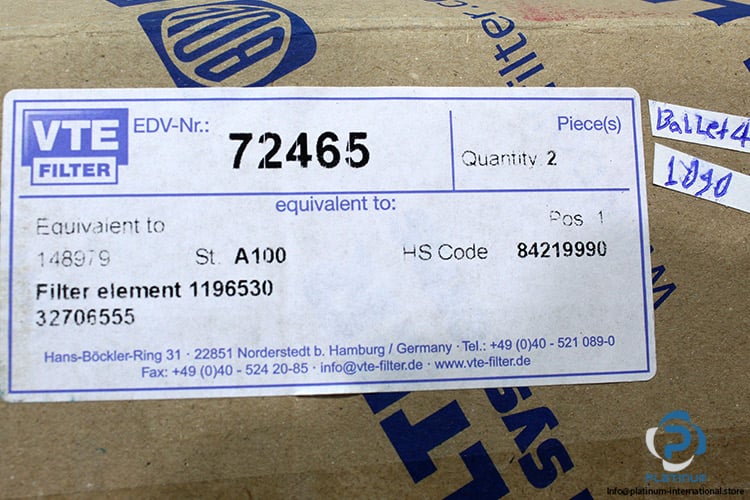 VTE
FILTER
EDV-Nr.:
72465
Piece(s)
Quantity 2
equivalent to:
Equivalent to
Pos 1
148979
St. A100
HS Code 84219990
Filter element 1196530
32706555
Hans-Böckler-Ring 31 · 22851 Norderstedt b. Hamburg / Germany · Tel.: +49 (0)40 - 521 089-0
Fax: +49 (0)40 - 524 20-85 · info@vte-filter.de · www.vte-filter.de
Ballet 4
PLATINUM
Info@platinum-international.store